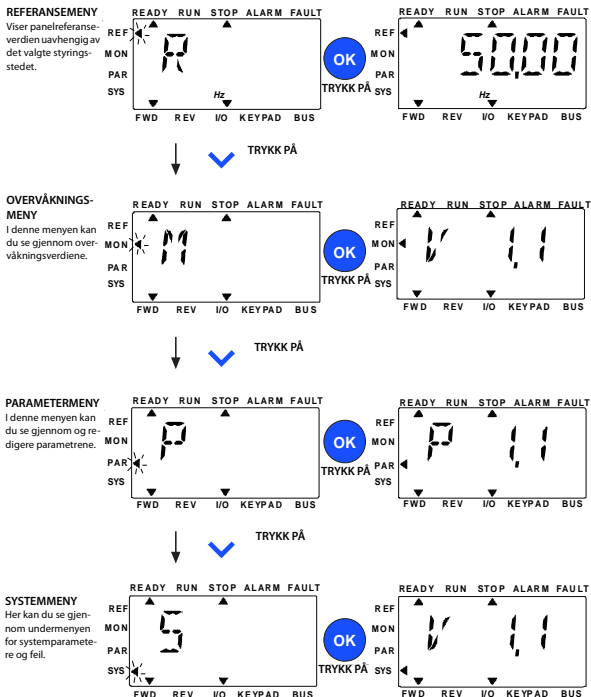 REFERANSEMENY
Viser panelreferanse-
verdien uavhengig av
det valgte styrings-
stedet.
READY RUN STOP ALARM FAULT
REF
MON
PAR
SYS
R
Hz
FWD REV I/O KEYPAD BUS
OK
TRYKK PÅ
READY RUN STOP ALARM FAULT
REF
MON
PAR
SYS
50,00
Hz
FWD REV I/O KEYPAD BUS
TRYKK PÅ
OVERVÅKNINGS-
MENY
I denne menyen kan
du se gjennom over-
våkningsverdiene.
READY RUN STOP ALARM FAULT
REF
MON
PAR
SYS
M
FWD REV I/O KEYPAD BUS
OK
TRYKK PÅ
READY RUN STOP ALARM FAULT
REF
MON
PAR
SYS
V 1,1
FWD REV I/O KEYPAD BUS
TRYKK PÅ
PARAMETERMENY
I denne menyen kan
du se gjennom og re-
digere parametrene.
READY RUN STOP ALARM FAULT
REF
MON
PAR
SYS
P
FWD REV I/O KEYPAD BUS
OK
TRYKK PÅ
READY RUN STOP ALARM FAULT
REF
MON
PAR
SYS
P 1,1
FWD REV I/O KEYPAD BUS
TRYKK PÅ
SYSTEMMENY
Her kan du se gjen-
nom undermenyen
for systemparamete-
re og feil.
READY RUN STOP ALARM FAULT
REF
MON
PAR
SYS
S
FWD REV I/O KEYPAD BUS
OK
TRYKK PÅ
READY RUN STOP ALARM FAULT
REF
MON
PAR
SYS
V 1,1
FWD REV I/O KEYPAD BUS